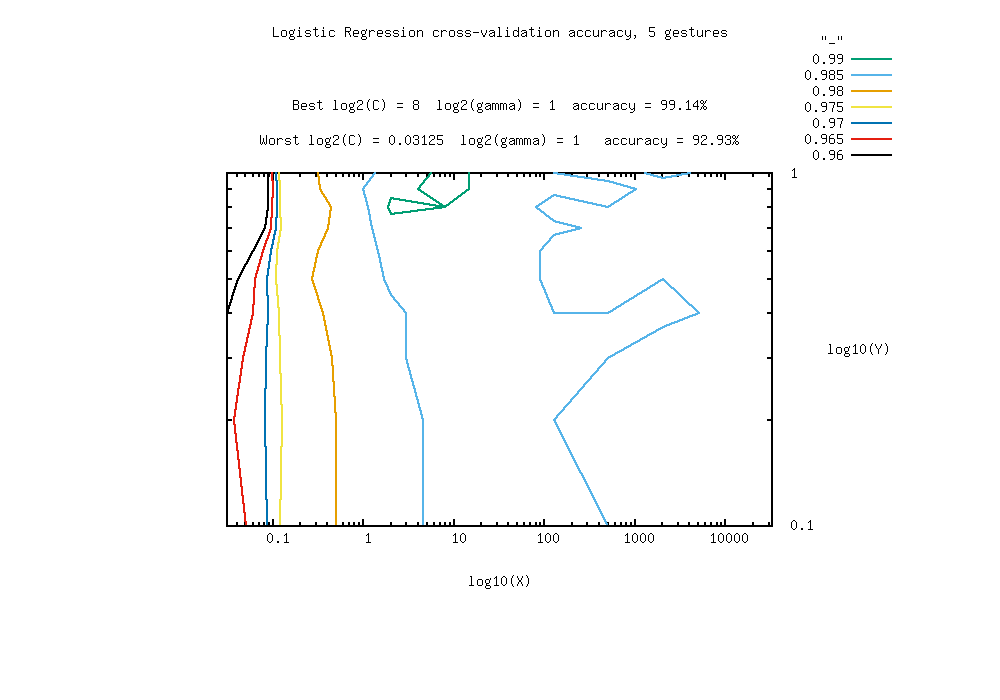 Logistic Regression cross-validation accuracy, 5 gestures
"_"
0.99
0.985
0.98
0.975
0.97
0.965
0.96
Best log2(C) = 8 log2(gamma) = 1 accuracy = 99.14%
Worst log2(C) = 0.03125 log2(gamma) = 1 accuracy = 92.93%
1
log10(Y)
0.1
0.1 1 10 100 1000 10000
log10(X)